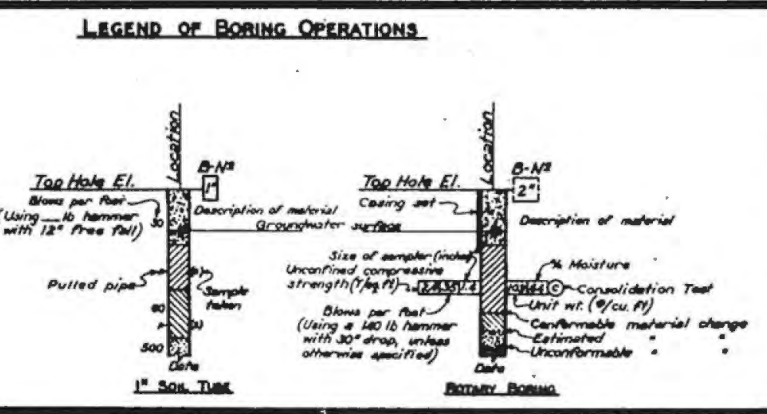 LEGEND OF BORING OPERATIONS
Location
B-Nº
1"
Top Hole El.
Blows per foot
(Using __ lb hammer
with 12" free fall)
30
Description of material
Groundwater surface
Pulled pipe
Sample
taken
60
P
500
Date
1" SOIL TUBE
Location
B-Nº
2"
Top Hole El.
Casing set
Description of material
Size of sampler (inches)
Unconfined compressive
strength (T/sq.ft)
% Moisture
C
Consolidation Test
Unit wt. (#/cu. ft)
Blows per foot
(Using a 140 lb hammer
with 30" drop, unless
otherwise specified)
Conformable material change
Estimated " "
Unconformable " "
Date
ROTARY BORING